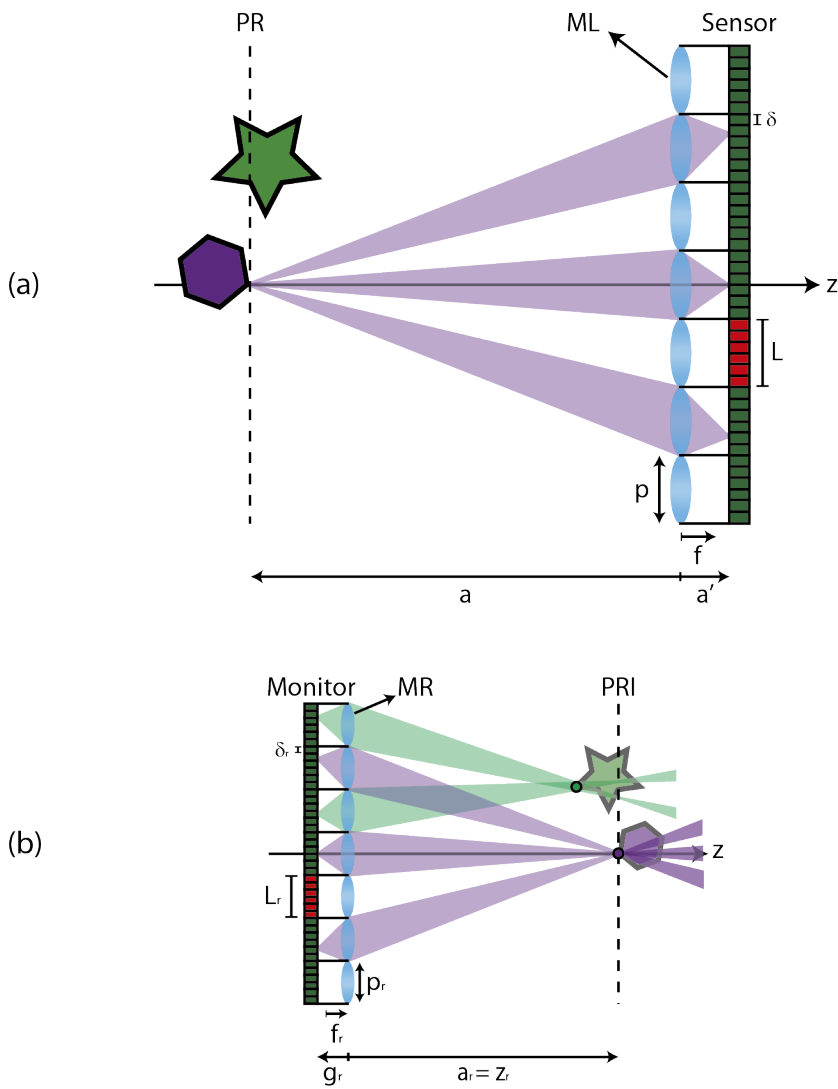 PR
ML
Sensor
δ
(a)
z
L
p
f
a
a′
Monitor
MR
PRI
δr
(b)
z
Lr
pr
fr
gr
ar = zr